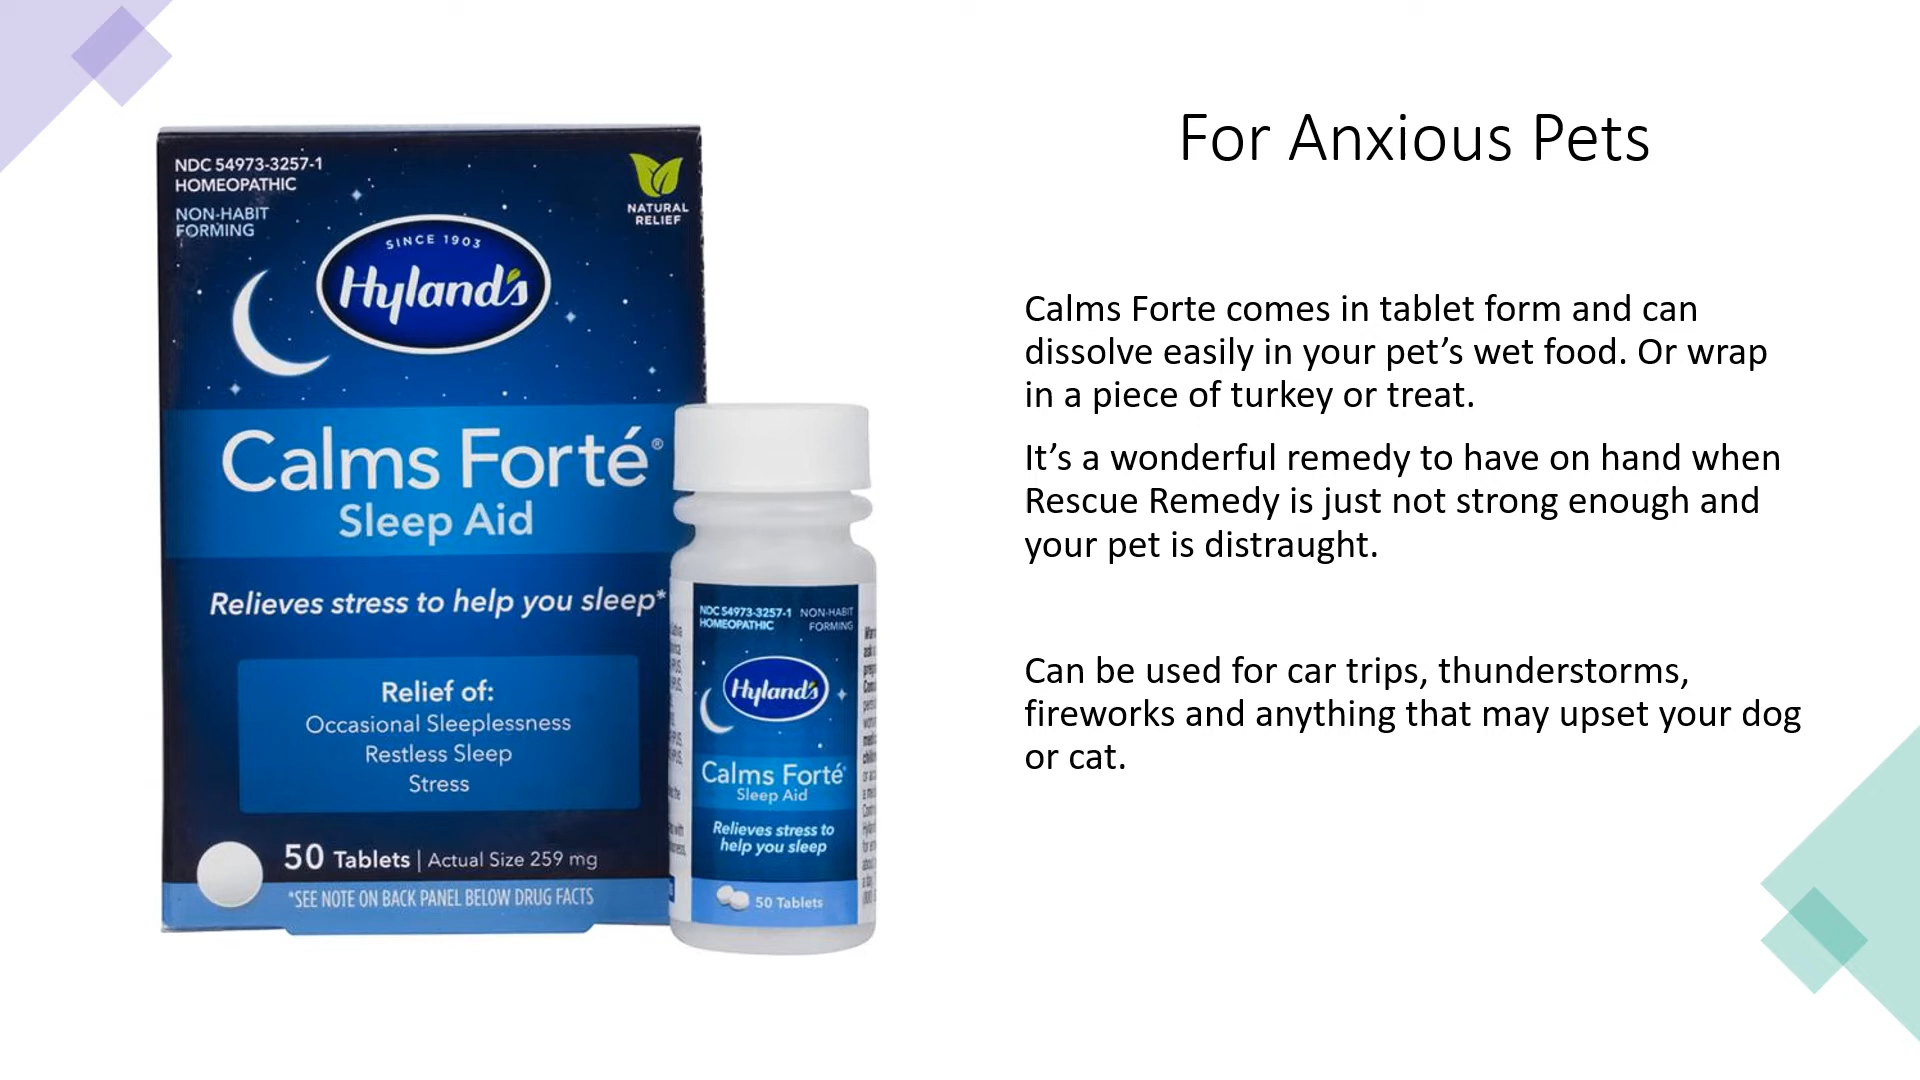 For Anxious Pets
NDC 54973-3257-1
HOMEOPATHIC
NON-HABIT
FORMING
NATURAL
RELIEF
SINCE 1903
Hyland's
Calms Forté®
Sleep Aid
Relieves stress to help you sleep*
Relief of:
Occasional Sleeplessness
Restless Sleep
Stress
50 Tablets | Actual Size 259 mg
*SEE NOTE ON BACK PANEL BELOW DRUG FACTS
NDC 54973-3257-1 NON-HABIT
HOMEOPATHIC FORMING
Hyland's
Calms Forté
Sleep Aid
Relieves stress to
help you sleep
50 Tablets
Calms Forte comes in tablet form and can
dissolve easily in your pet’s wet food. Or wrap
in a piece of turkey or treat.
It’s a wonderful remedy to have on hand when
Rescue Remedy is just not strong enough and
your pet is distraught.
Can be used for car trips, thunderstorms,
fireworks and anything that may upset your dog
or cat.